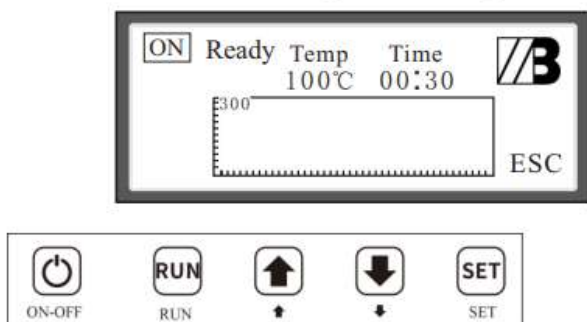 ON Ready Temp Time
100℃ 00:30
300
ESC
RUN SET
ON-OFF RUN SET